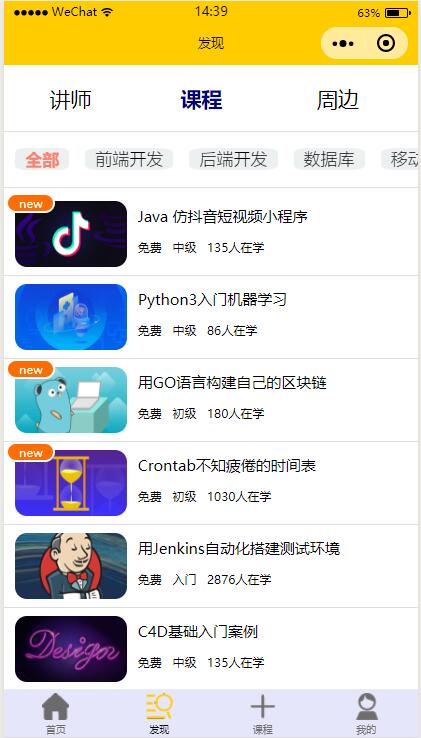 WeChat 14:39 63%
发现
讲师 课程 周边
全部 前端开发 后端开发 数据库 移动
new
Java 仿抖音短视频小程序
免费 中级 135人在学
Python3入门机器学习
免费 中级 86人在学
new
用GO语言构建自己的区块链
免费 初级 180人在学
new
Crontab不知疲倦的时间表
免费 初级 1030人在学
用Jenkins自动化搭建测试环境
免费 入门 2876人在学
Designer
C4D基础入门案例
免费 中级 135人在学
首页 发现 课程 我的